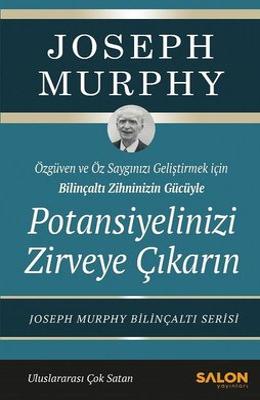 JOSEPH
MURPHY
Özgüven ve Öz Saygınızı Geliştirmek için
Bilinçaltı Zihninizin Gücüyle
Potansiyelinizi
Zirveye Çıkarın
JOSEPH MURPHY BİLİNÇALTI SERİSİ
Uluslararası Çok Satan
SALON
yayınları